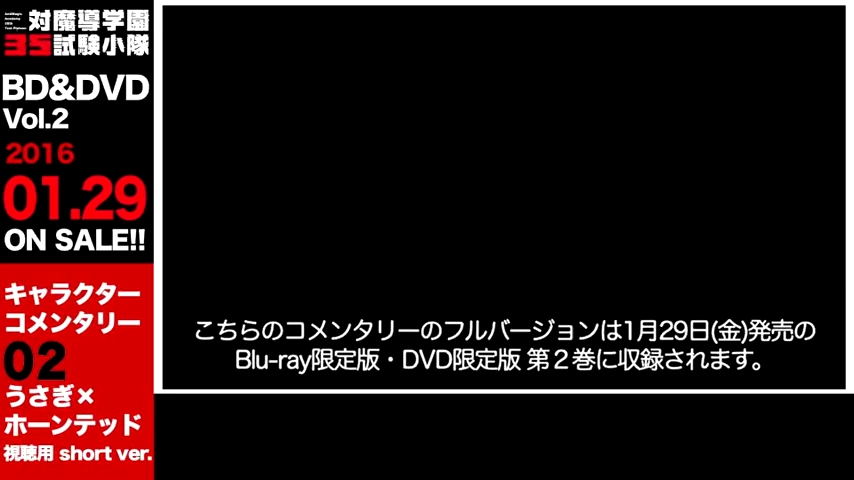 AntiMagic
Academy
35th
Test Platoon
対魔導学園
35試験小隊
BD&DVD
Vol.2
2016
01.29
ON SALE!!
キャラクター
コメンタリー
02
うさぎ×
ホーンテッド
視聴用 short ver.
こちらのコメンタリーのフルバージョンは1月29日(金)発売の
Blu-ray限定版・DVD限定版 第２巻に収録されます。